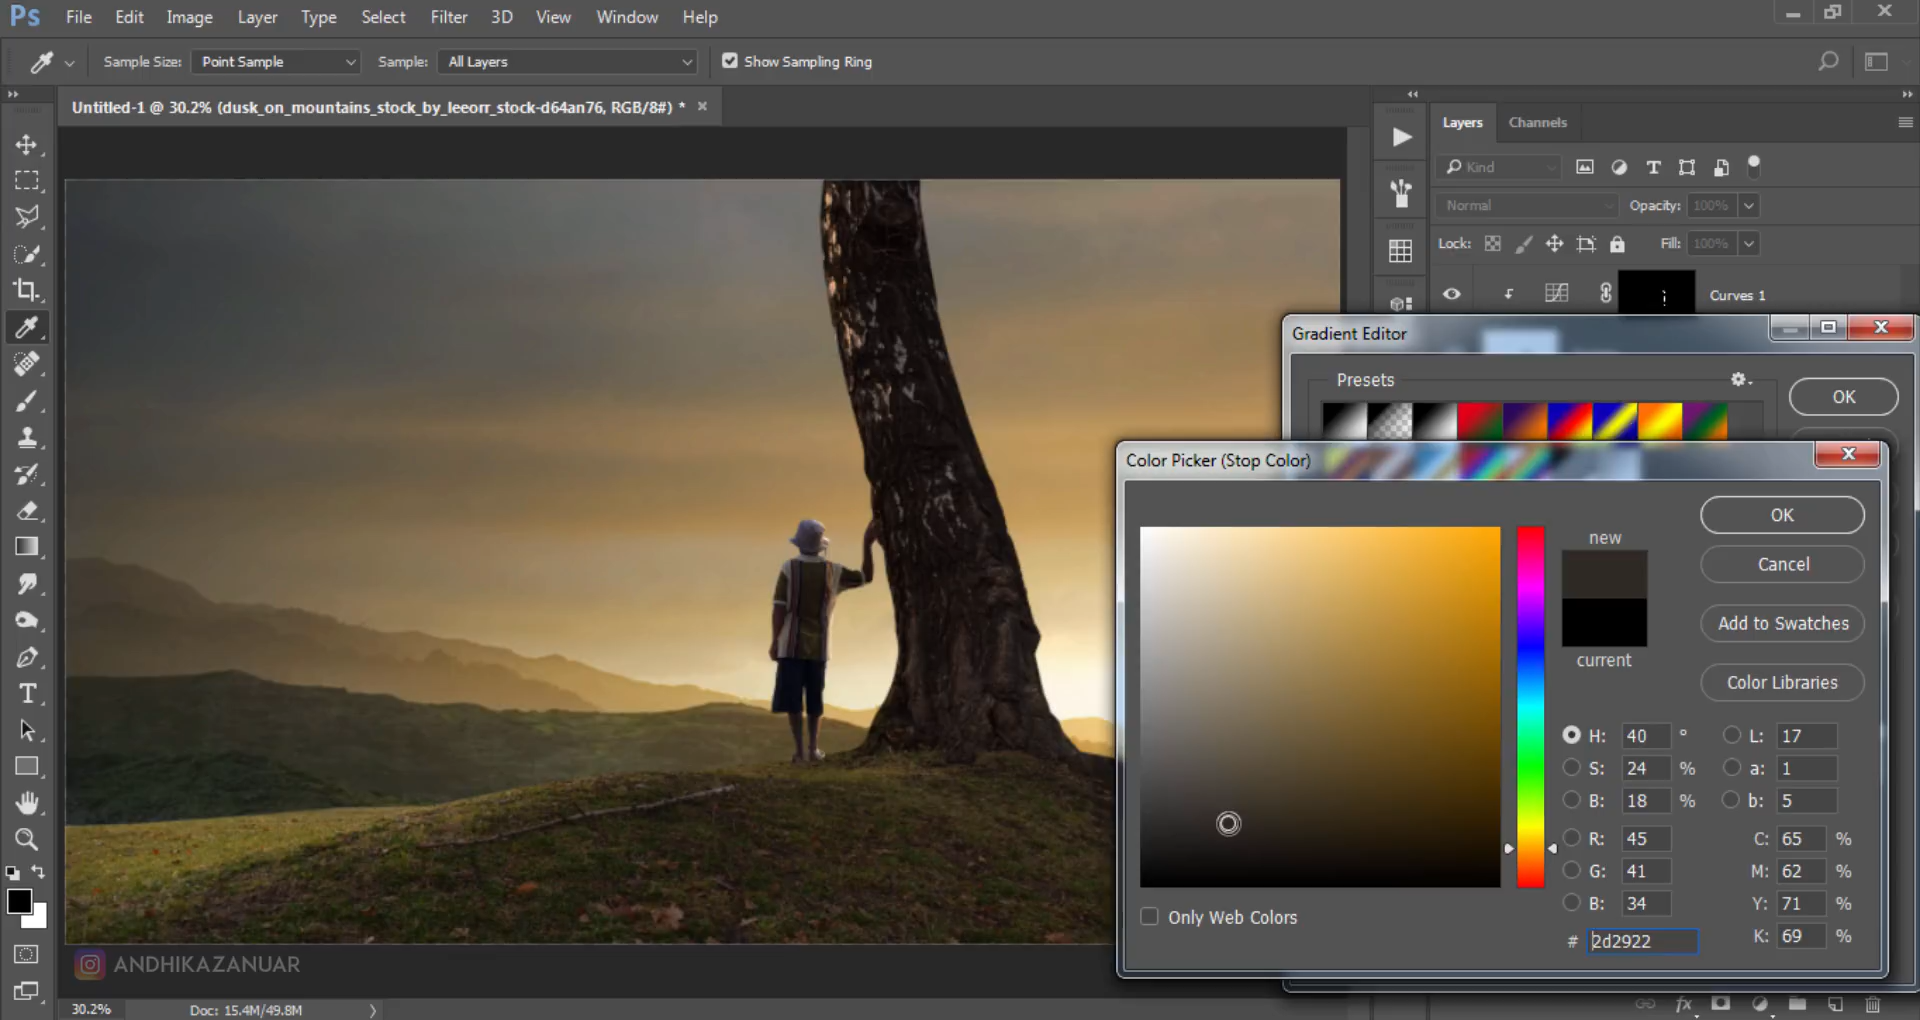 Ps File Edit Image Layer Type Select Filter 3D View Window Help
Sample Size: Point Sample Sample: All Layers Show Sampling Ring
Untitled-1 @ 30.2% (dusk_on_mountains_stock_by_leeorr_stock-d64an76, RGB/8#) *
Layers Channels
Kind
Normal Opacity: 100%
Lock: Fill: 100%
Curves 1
Gradient Editor
Presets
OK
Color Picker (Stop Color)
OK
new
Cancel
Add to Swatches
current
Color Libraries
H: 40 ° L: 17
S: 24 % a: 1
B: 18 % b: 5
R: 45 C: 65 %
G: 41 M: 62 %
B: 34 Y: 71 %
Only Web Colors
# 2d2922 K: 69 %
ANDHIKAZANUAR
30.2% Doc: 15.4M/49.8M
fx